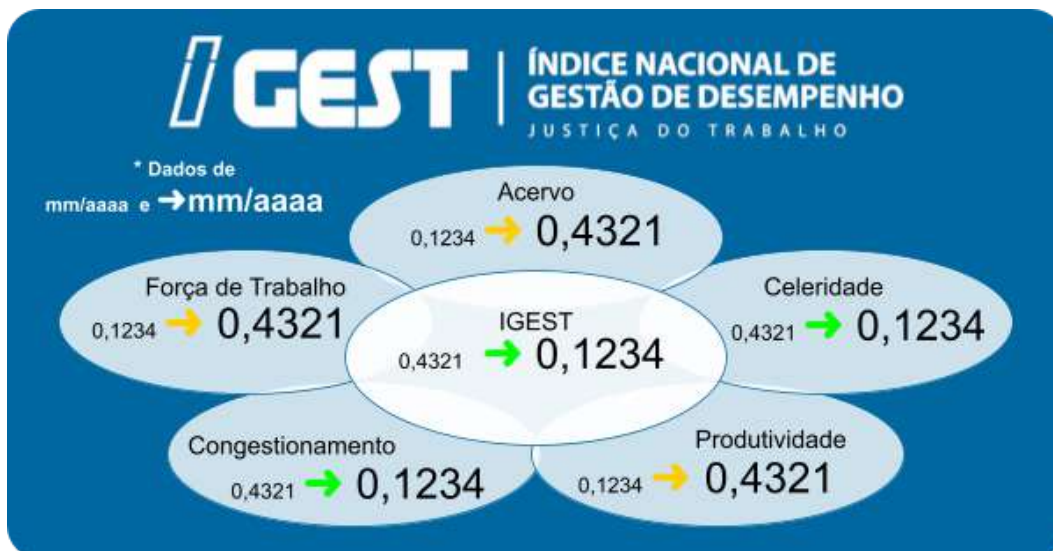 IGEST
ÍNDICE NACIONAL DE
GESTÃO DE DESEMPENHO
JUSTIÇA DO TRABALHO
* Dados de
mm/aaaa e ➔mm/aaaa
Acervo
0,1234 ➔ 0,4321
Força de Trabalho
0,1234 ➔ 0,4321
IGEST
0,4321 ➔ 0,1234
Celeridade
0,4321 ➔ 0,1234
Congestionamento
0,4321 ➔ 0,1234
Produtividade
0,1234 ➔ 0,4321